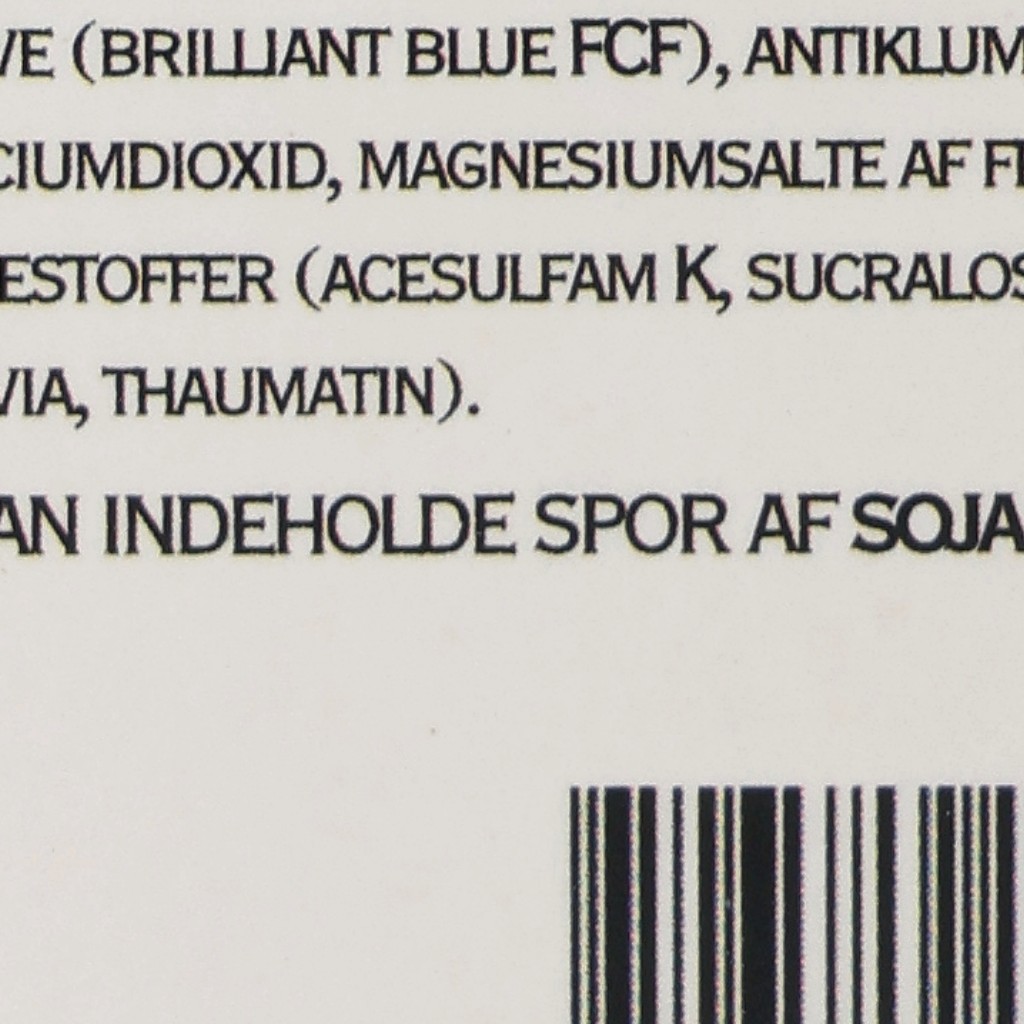 VE (BRILLIANT BLUE FCF), ANTIKLUM
CIUMDIOXID, MAGNESIUMSALTE AF F
ESTOFFER (ACESULFAM K, SUCRALOS
VIA, THAUMATIN).
AN INDEHOLDE SPOR AF SOJA